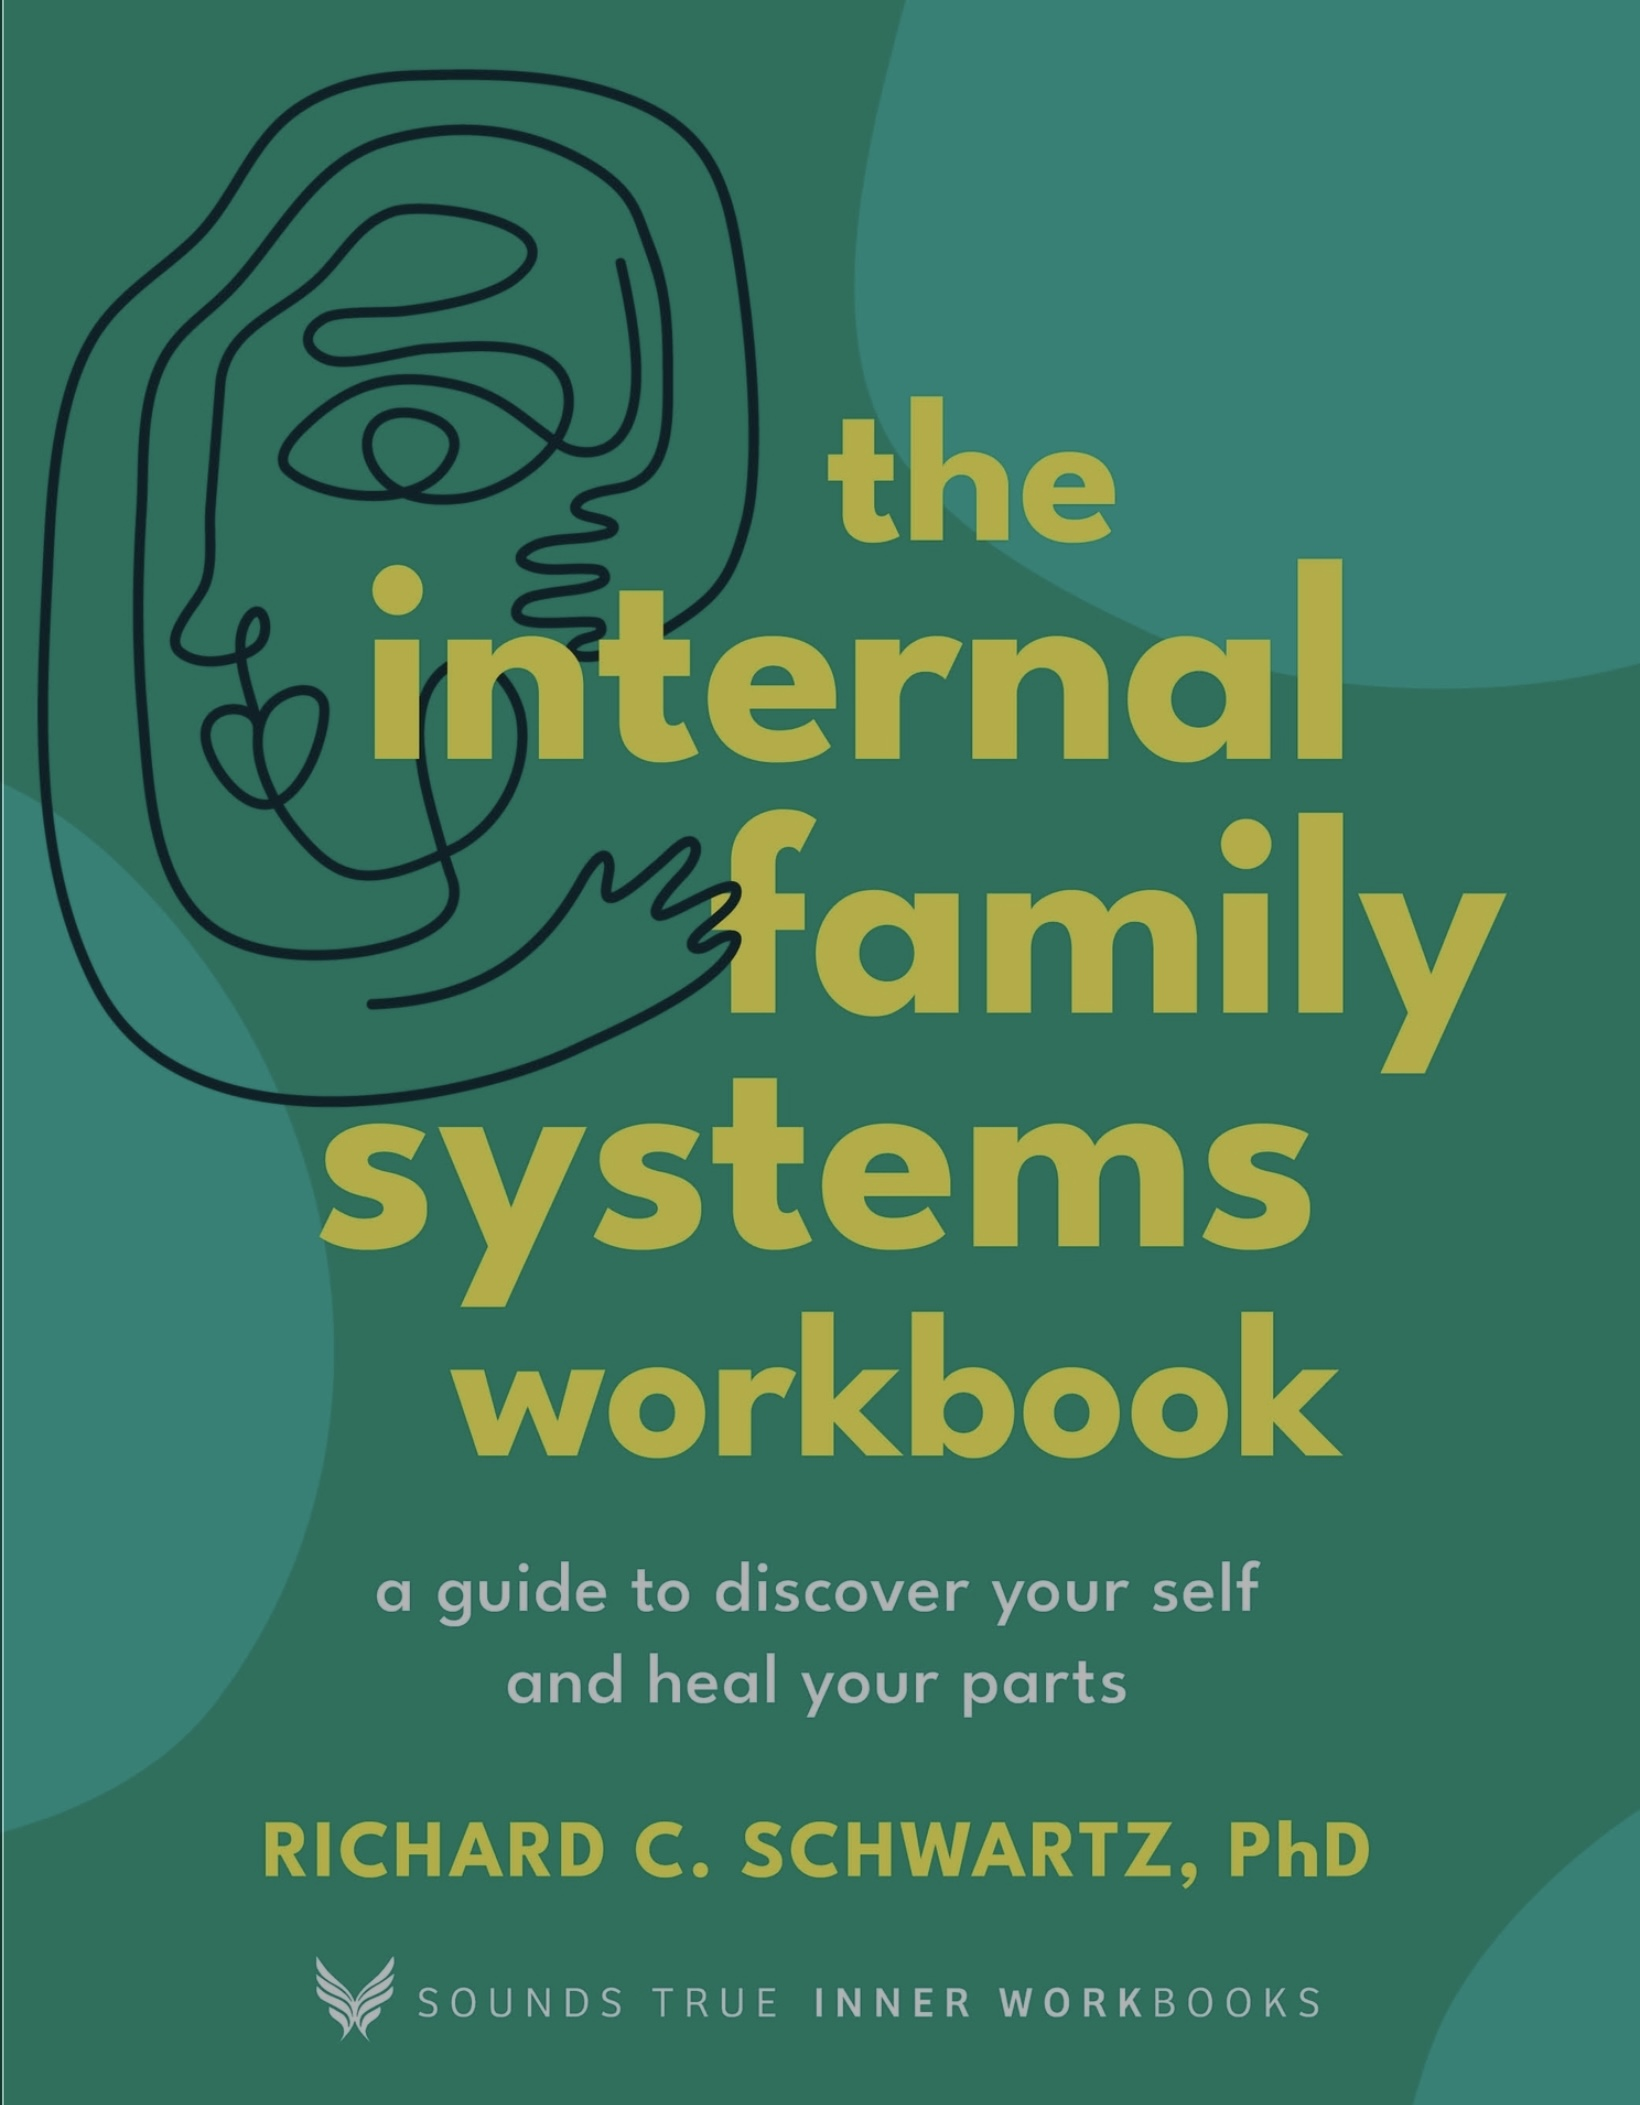 the
internal
family
systems
workbook
a guide to discover your self
and heal your parts
RICHARD C. SCHWARTZ, PhD
SOUNDS TRUE INNER WORKBOOKS